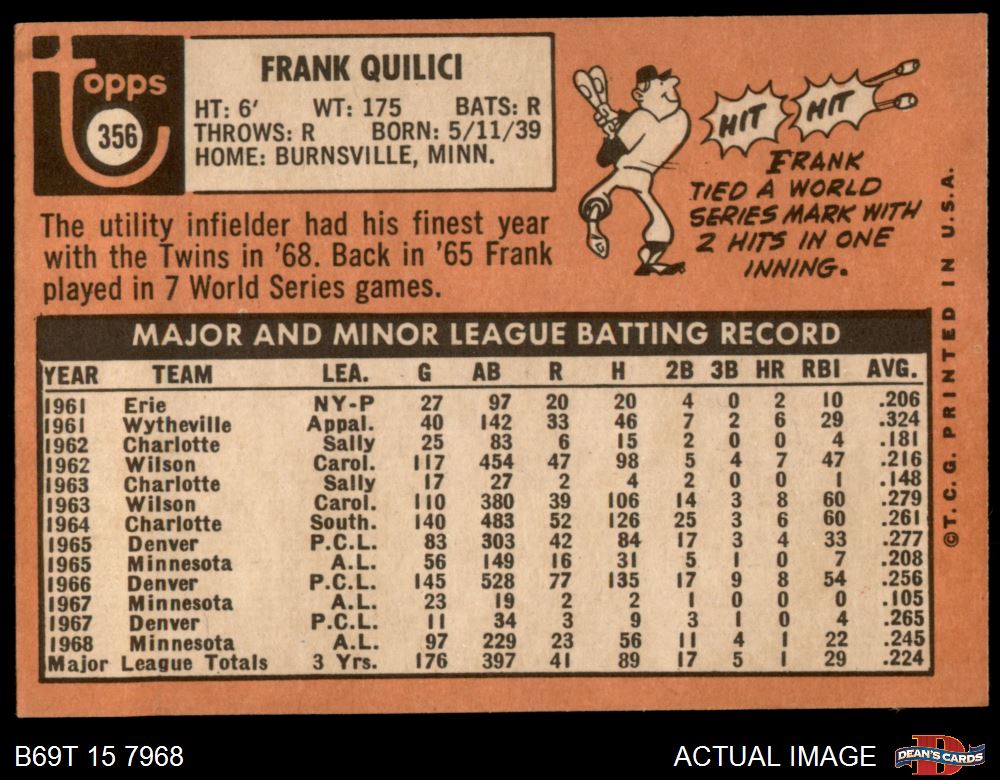 topps
356
FRANK QUILICI
HT: 6' WT: 175 BATS: R
THROWS: R BORN: 5/11/39
HOME: BURNSVILLE, MINN.
HIT HIT
FRANK
TIED A WORLD
SERIES MARK WITH
2 HITS IN ONE
INNING.
The utility infielder had his finest year
with the Twins in '68. Back in '65 Frank
played in 7 World Series games.
MAJOR AND MINOR LEAGUE BATTING RECORD
YEAR TEAM LEA. G AB R H 2B 3B HR RBI AVG.
1961 Erie NY-P 27 97 20 20 4 0 2 10 .206
1961 Wytheville Appal. 40 142 33 46 7 2 6 29 .324
1962 Charlotte Sally 25 83 6 15 2 0 0 4 .181
1962 Wilson Carol. 117 454 47 98 5 4 7 47 .216
1963 Charlotte Sally 17 27 2 4 2 0 0 1 .148
1963 Wilson Carol. 110 380 39 106 14 3 8 60 .279
1964 Charlotte South. 140 483 52 126 25 3 6 60 .261
1965 Denver P.C.L. 83 303 42 84 17 3 4 33 .277
1965 Minnesota A.L. 56 149 16 31 5 1 0 7 .208
1966 Denver P.C.L. 145 528 77 135 17 9 8 54 .256
1967 Minnesota A.L. 23 19 2 2 1 0 0 0 .105
1967 Denver P.C.L. 11 34 3 9 3 1 0 4 .265
1968 Minnesota A.L. 97 229 23 56 11 4 1 22 .245
Major League Totals 3 Yrs. 176 397 41 89 17 5 1 29 .224
©T. C. G. PRINTED IN U.S.A.
B69T 15 7968
ACTUAL IMAGE
DEAN'S CARDS